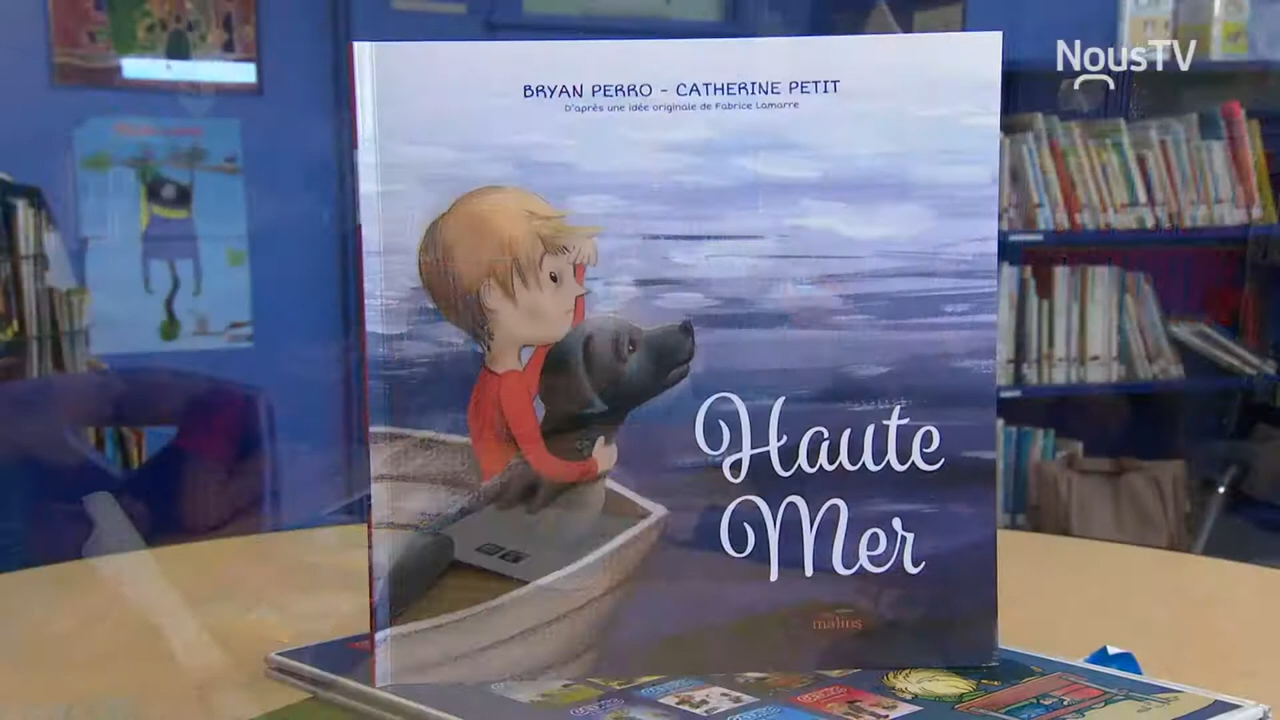 NousTV
BRYAN PERRO - CATHERINE PETIT
D'après une idée originale de Fabrice Lamarre
Haute
Mer
malins